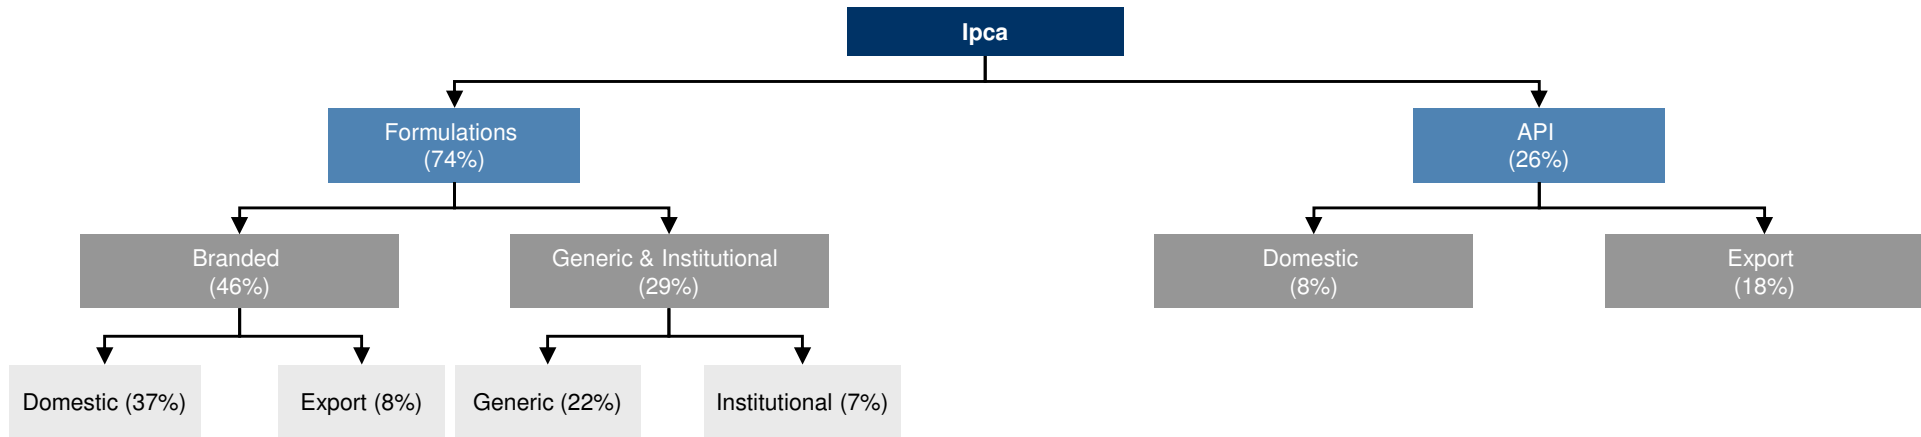 Ipca
Formulations
(74%)
API
(26%)
Branded
(46%)
Generic & Institutional
(29%)
Domestic
(8%)
Export
(18%)
Domestic (37%)
Export (8%)
Generic (22%)
Institutional (7%)